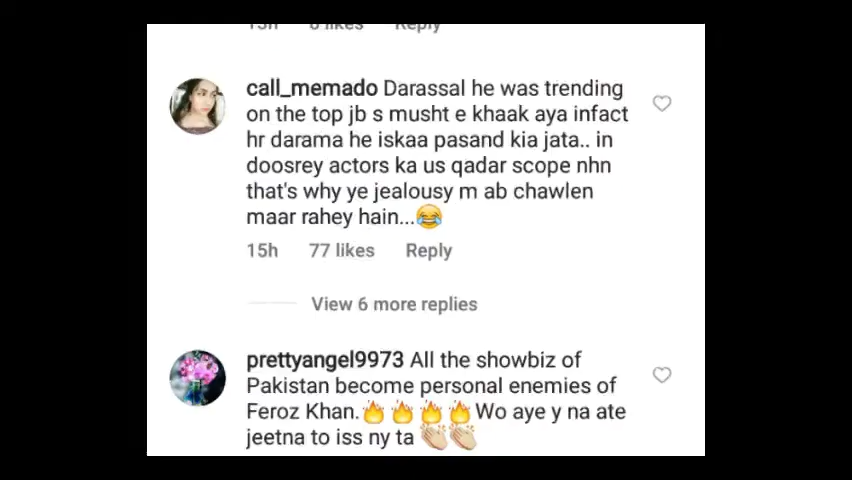 15h 8 likes Reply
call_memado Darassal he was trending
on the top jb s musht e khaak aya infact
hr darama he iskaa pasand kia jata.. in
doosrey actors ka us qadar scope nhn
that's why ye jealousy m ab chawlen
maar rahey hain...😂
15h 77 likes Reply
View 6 more replies
prettyangel9973 All the showbiz of
Pakistan become personal enemies of
Feroz Khan.🔥🔥🔥🔥Wo aye y na ate
jeetna to iss ny ta 👏👏